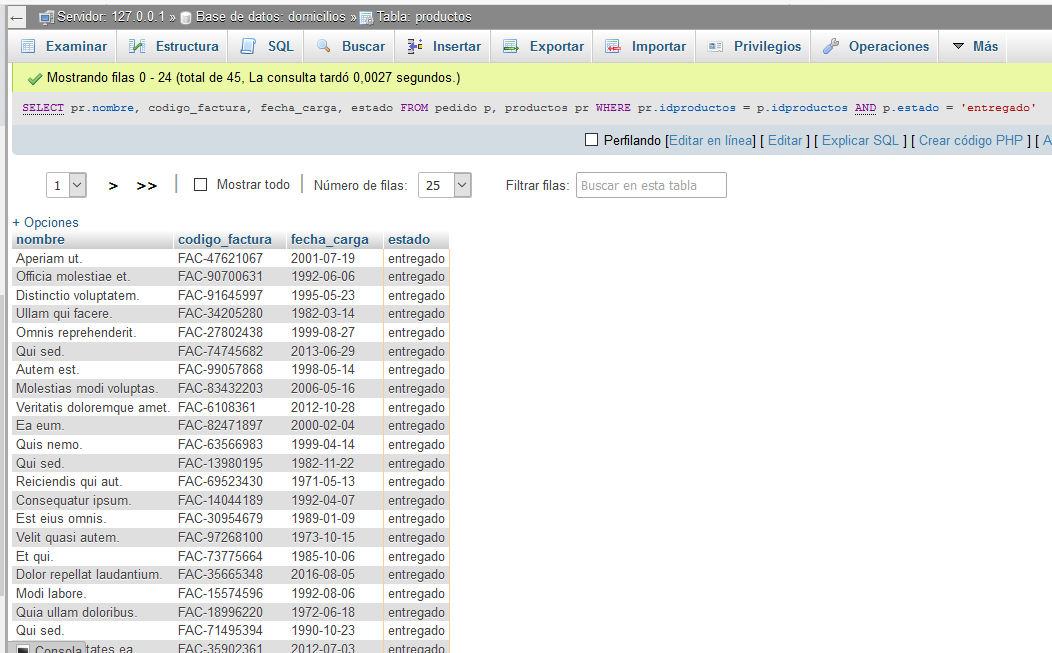 Servidor: 127.0.0.1 » Base de datos: domicilios » Tabla: productos
Examinar Estructura SQL Buscar Insertar Exportar Importar Privilegios Operaciones Más
Mostrando filas 0 - 24 (total de 45, La consulta tardó 0,0027 segundos.)
SELECT pr.nombre, codigo_factura, fecha_carga, estado FROM pedido p, productos pr WHERE pr.idproductos = p.idproductos AND p.estado = 'entregado'
Perfilando [Editar en línea] [ Editar ] [ Explicar SQL ] [ Crear código PHP ] [ A
1 > >> | Mostrar todo | Número de filas: 25 Filtrar filas: Buscar en esta tabla
+ Opciones
nombre codigo_factura fecha_carga estado
Aperiam ut. FAC-47621067 2001-07-19 entregado
Officia molestiae et. FAC-90700631 1992-06-06 entregado
Distinctio voluptatem. FAC-91645997 1995-05-23 entregado
Ullam qui facere. FAC-34205280 1982-03-14 entregado
Omnis reprehenderit. FAC-27802438 1999-08-27 entregado
Qui sed. FAC-74745682 2013-06-29 entregado
Autem est. FAC-99057868 1998-05-14 entregado
Molestias modi voluptas. FAC-83432203 2006-05-16 entregado
Veritatis doloremque amet. FAC-6108361 2012-10-28 entregado
Ea eum. FAC-82471897 2000-02-04 entregado
Quis nemo. FAC-63566983 1999-04-14 entregado
Qui sed. FAC-13980195 1982-11-22 entregado
Reiciendis qui aut. FAC-69523430 1971-05-13 entregado
Consequatur ipsum. FAC-14044189 1992-04-07 entregado
Est eius omnis. FAC-30954679 1989-01-09 entregado
Velit quasi autem. FAC-97268100 1973-10-15 entregado
Et qui. FAC-73775664 1985-10-06 entregado
Dolor repellat laudantium. FAC-35665348 2016-08-05 entregado
Modi labore. FAC-15574596 1992-08-06 entregado
Quia ullam doloribus. FAC-18996220 1972-06-18 entregado
Qui sed. FAC-71495394 1990-10-23 entregado
Consola tates ea FAC-35902361 2012-07-03 entregado